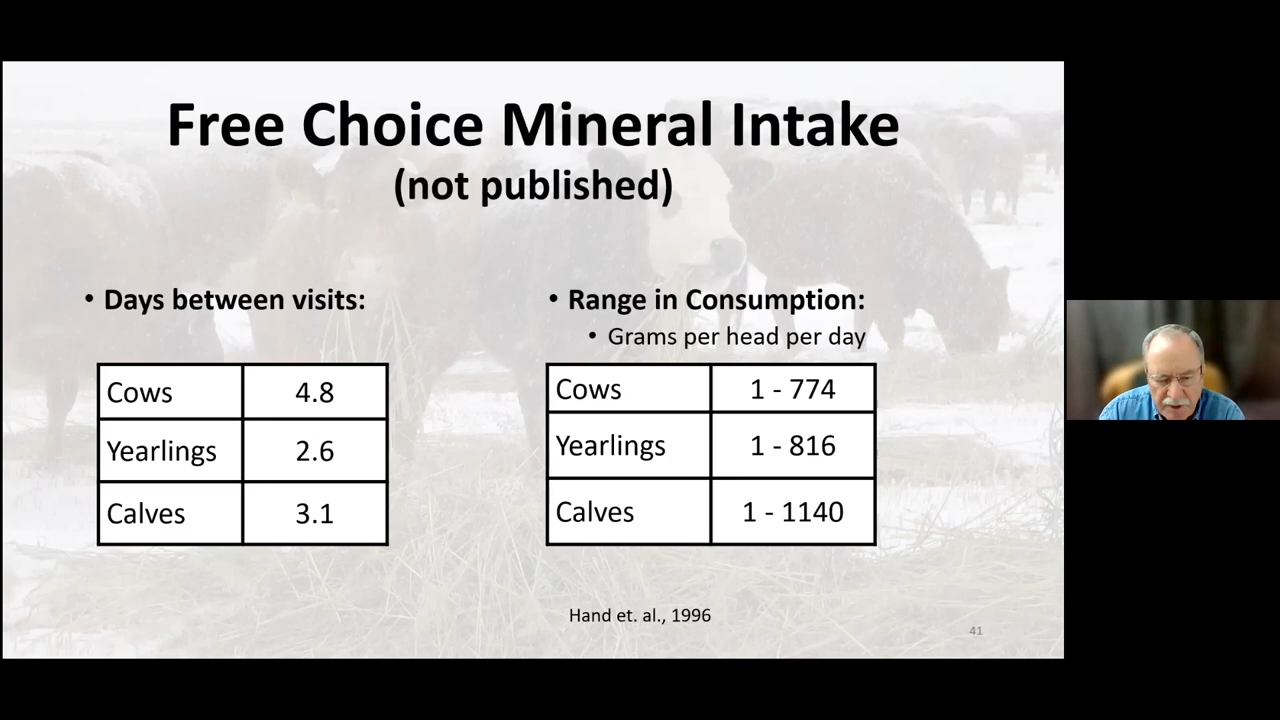 Free Choice Mineral Intake
(not published)
• Days between visits:
Cows 4.8
Yearlings 2.6
Calves 3.1
• Range in Consumption:
• Grams per head per day
Cows 1 - 774
Yearlings 1 - 816
Calves 1 - 1140
Hand et. al., 1996
41